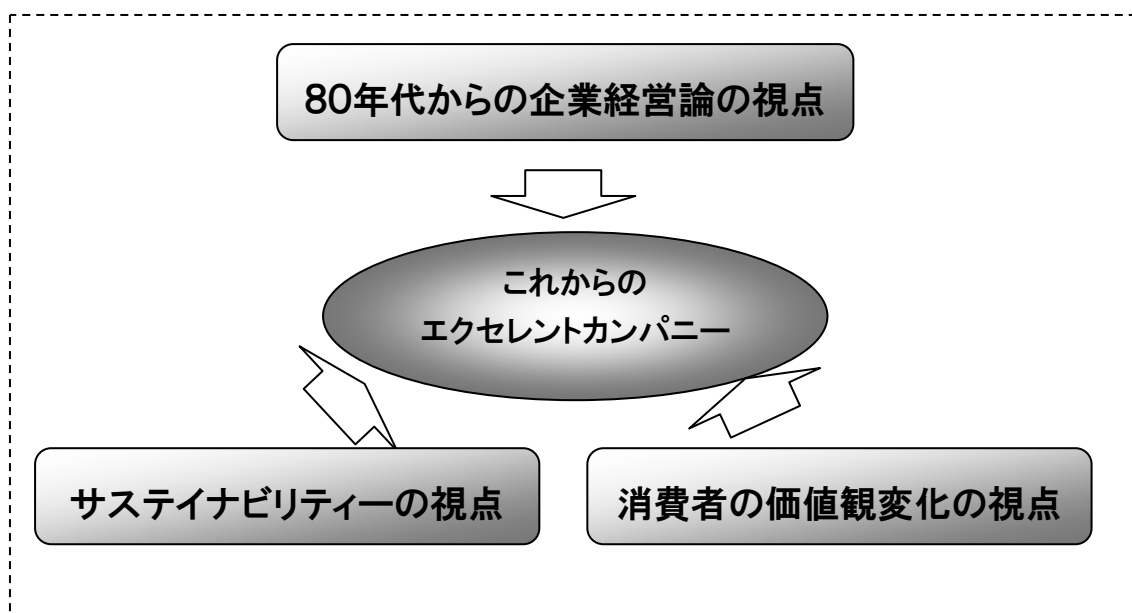 80年代からの企業経営論の視点
これからの
エクセレントカンパニー
サステイナビリティーの視点
消費者の価値観変化の視点